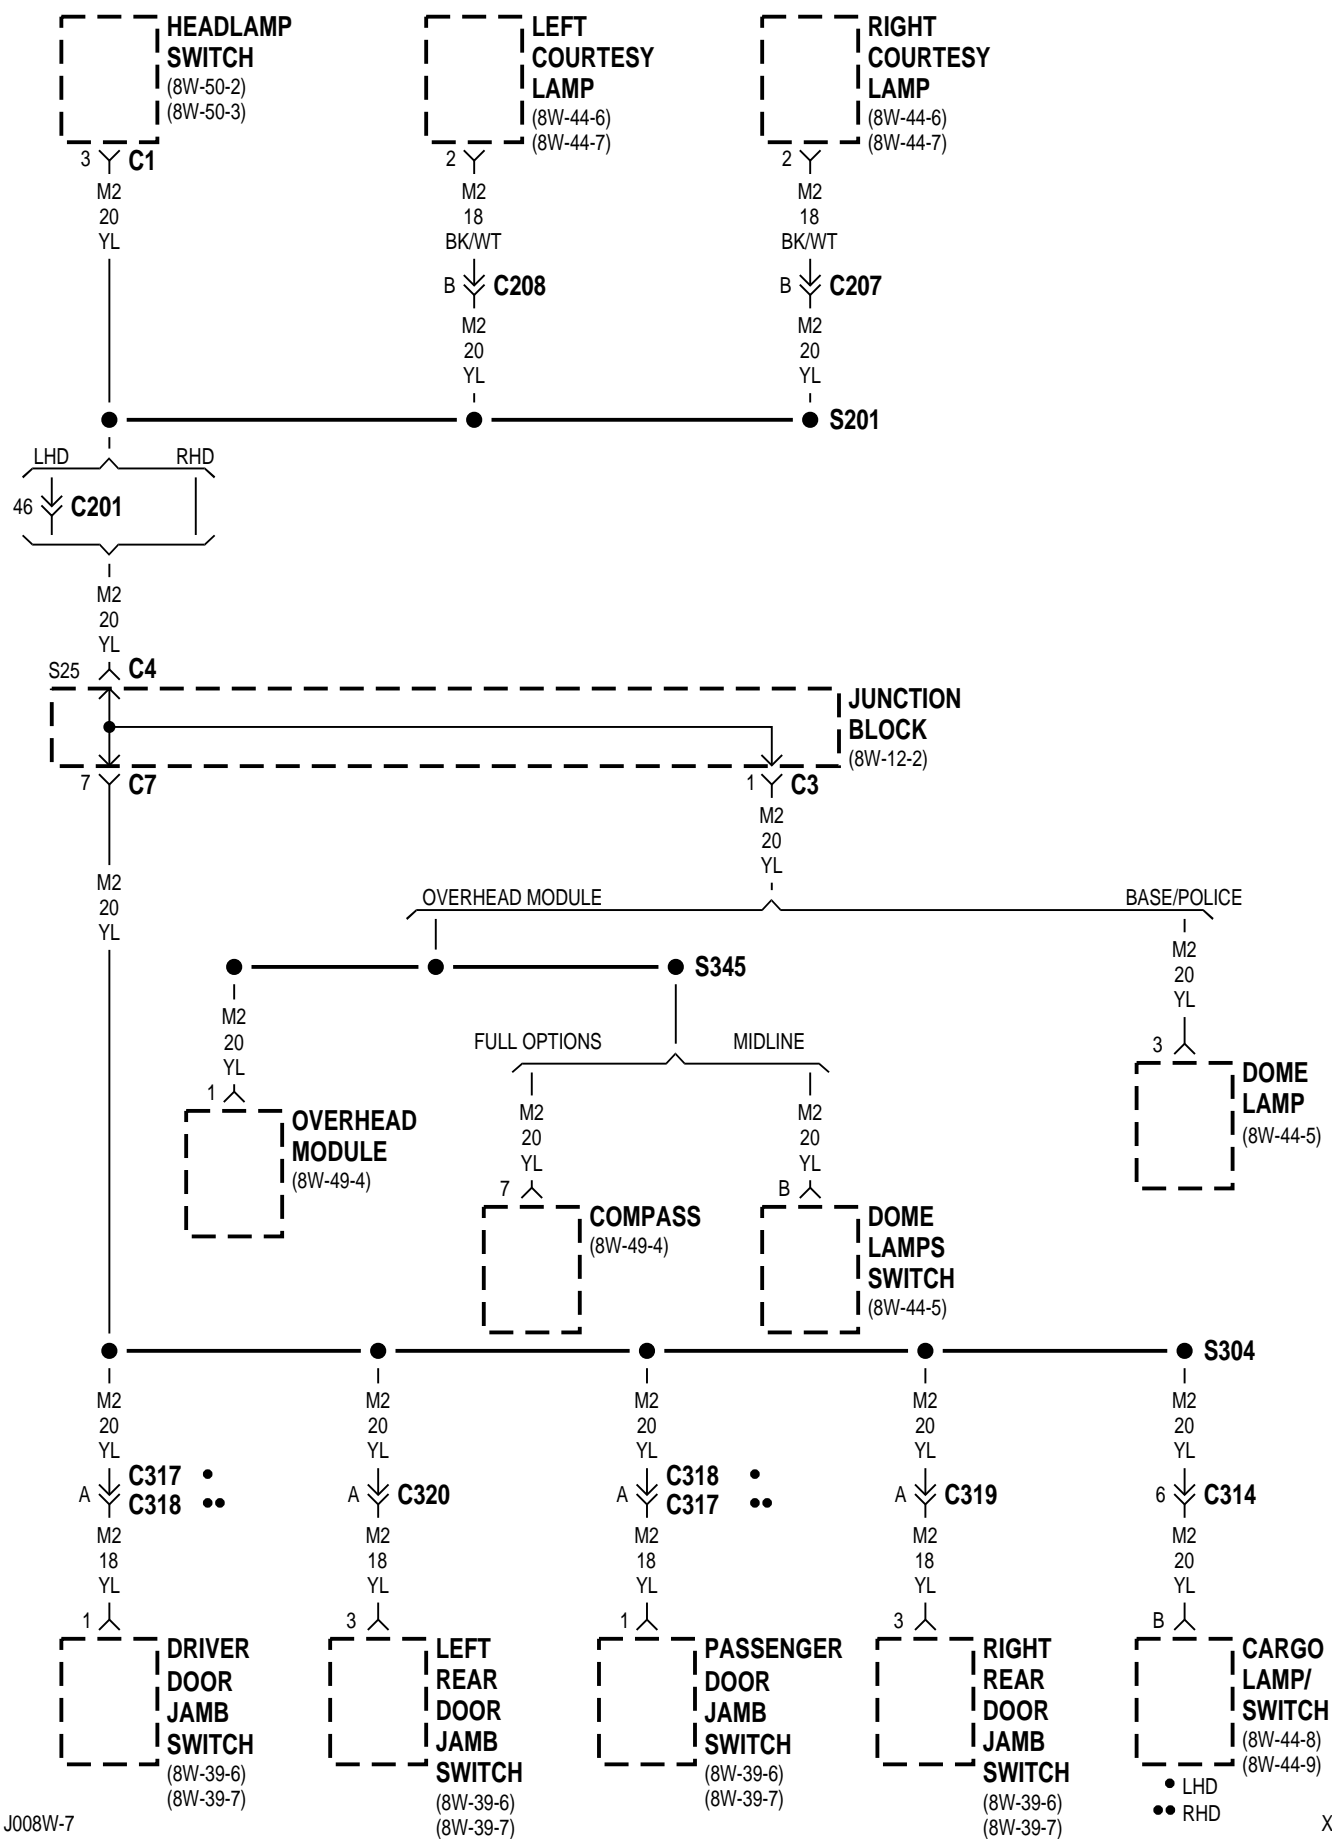 HEADLAMP
SWITCH
(8W-50-2)
(8W-50-3)
3
C1
M2
20
YL
LEFT
COURTESY
LAMP
(8W-44-6)
(8W-44-7)
2
M2
18
BK/WT
B
C208
M2
20
YL
RIGHT
COURTESY
LAMP
(8W-44-6)
(8W-44-7)
2
M2
18
BK/WT
B
C207
M2
20
YL
S201
LHD
RHD
46
C201
M2
20
YL
S25
C4
JUNCTION
BLOCK
(8W-12-2)
7
C7
1
C3
M2
20
YL
M2
20
YL
OVERHEAD MODULE
BASE/POLICE
S345
M2
20
YL
1
OVERHEAD
MODULE
(8W-49-4)
FULL OPTIONS
MIDLINE
M2
20
YL
7
COMPASS
(8W-49-4)
M2
20
YL
B
DOME
LAMPS
SWITCH
(8W-44-5)
M2
20
YL
3
DOME
LAMP
(8W-44-5)
S304
M2
20
YL
A
C317 •
C318 ••
M2
18
YL
1
DRIVER
DOOR
JAMB
SWITCH
(8W-39-6)
(8W-39-7)
M2
20
YL
A
C320
M2
18
YL
3
LEFT
REAR
DOOR
JAMB
SWITCH
(8W-39-6)
(8W-39-7)
M2
20
YL
A
C318 •
C317 ••
M2
18
YL
1
PASSENGER
DOOR
JAMB
SWITCH
(8W-39-6)
(8W-39-7)
M2
20
YL
A
C319
M2
18
YL
3
RIGHT
REAR
DOOR
JAMB
SWITCH
(8W-39-6)
(8W-39-7)
M2
20
YL
6
C314
M2
20
YL
B
CARGO
LAMP/
SWITCH
(8W-44-8)
(8W-44-9)
• LHD
•• RHD
J008W-7
X